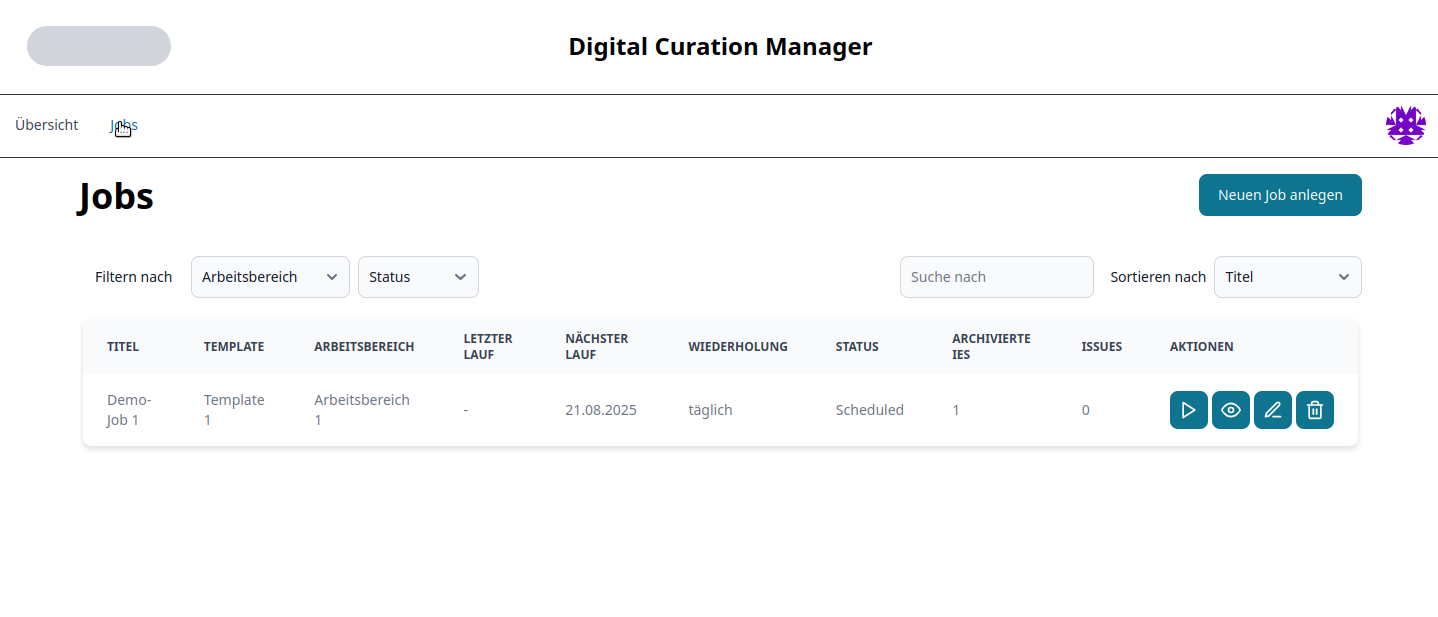 Digital Curation Manager
Übersicht Jobs
Jobs
Neuen Job anlegen
Filtern nach Arbeitsbereich Status Suche nach Sortieren nach Titel
TITEL TEMPLATE ARBEITSBEREICH LETZTER LAUF NÄCHSTER LAUF WIEDERHOLUNG STATUS ARCHIVIERTE IES ISSUES AKTIONEN
Demo-Job 1 Template 1 Arbeitsbereich 1 - 21.08.2025 täglich Scheduled 1 0